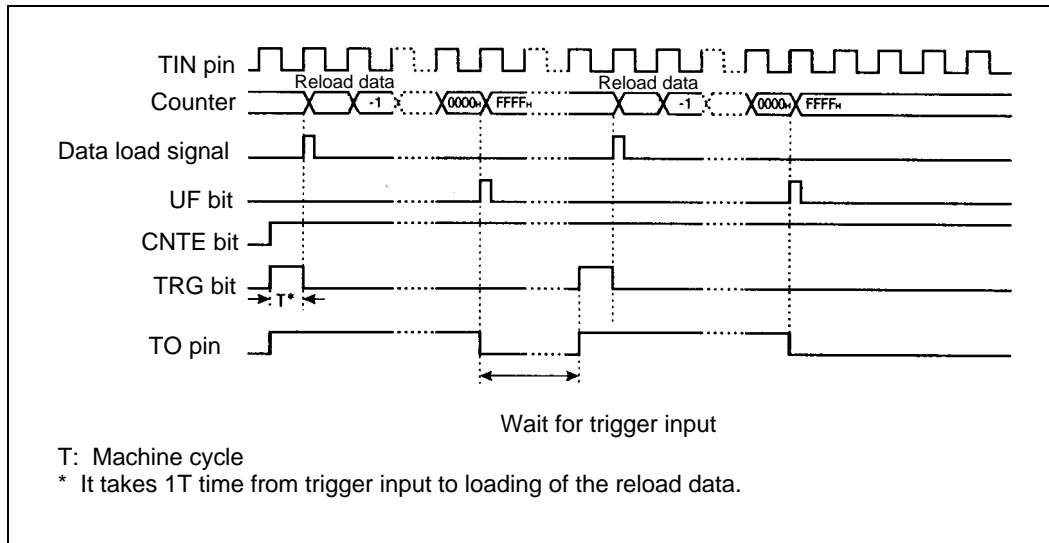 TIN pin
Reload data Reload data
Counter -1 0000H FFFFH -1 0000H FFFFH
Data load signal
UF bit
CNTE bit
TRG bit
T*
TO pin
Wait for trigger input
T: Machine cycle
* It takes 1T time from trigger input to loading of the reload data.